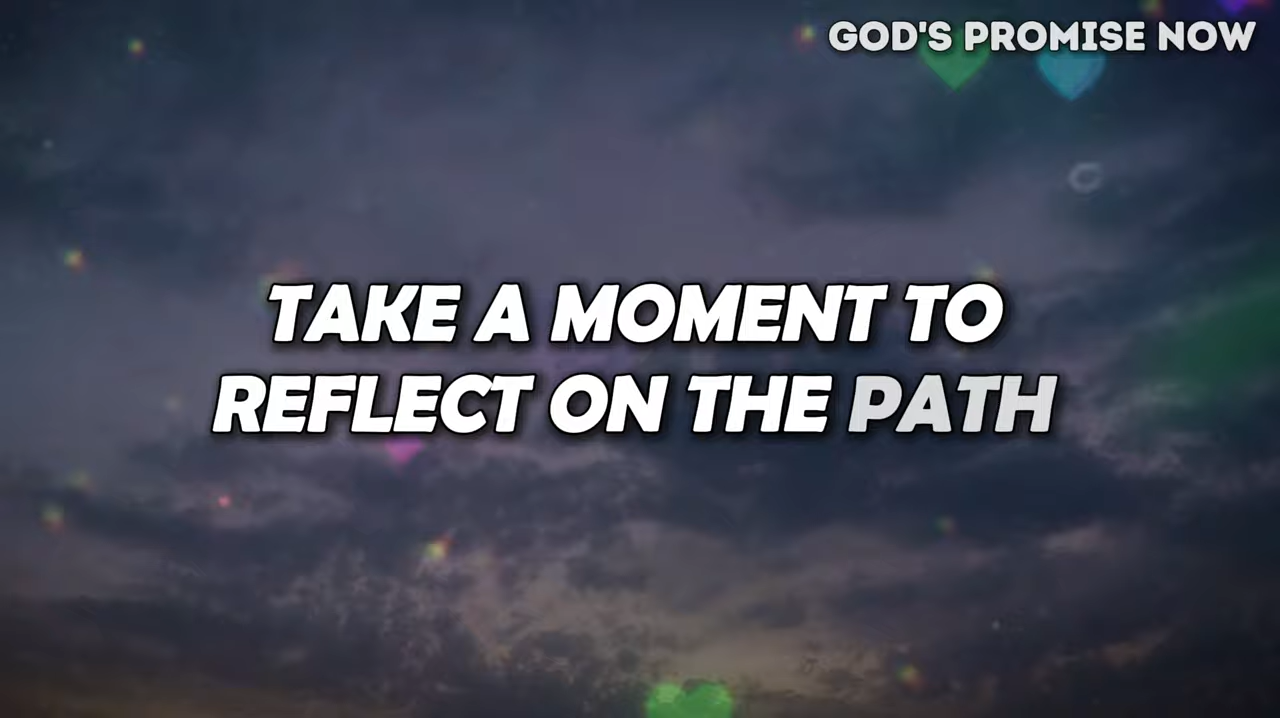 GOD'S PROMISE NOW
TAKE A MOMENT TO
REFLECT ON THE PATH